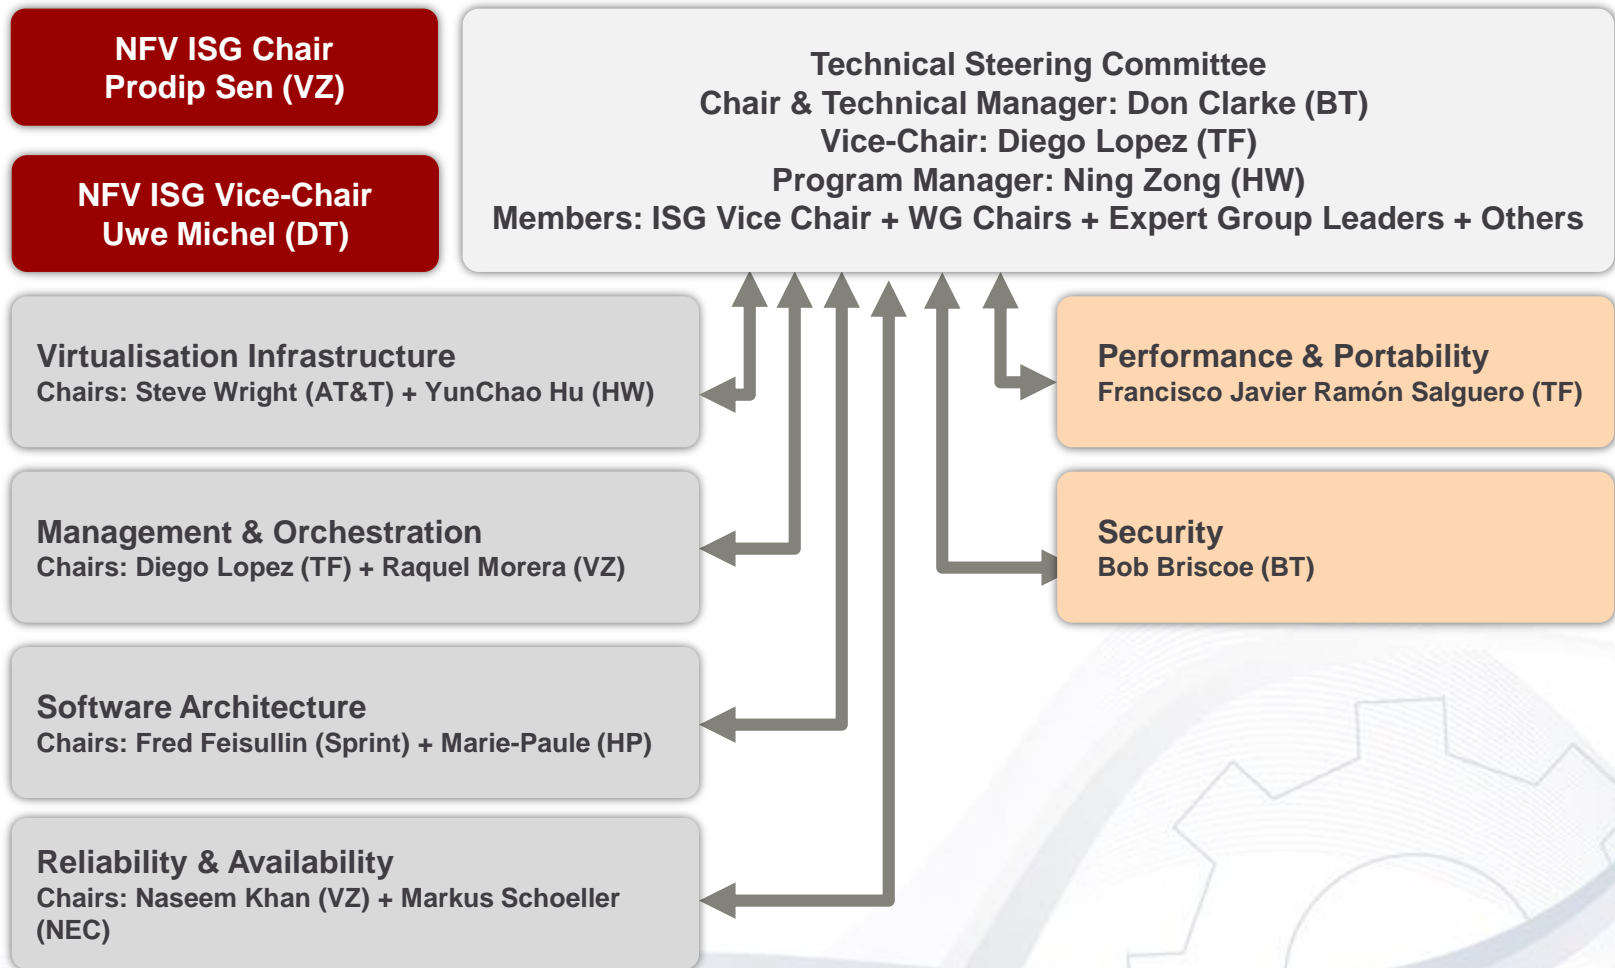 NFV ISG Chair
Prodip Sen (VZ)
NFV ISG Vice-Chair
Uwe Michel (DT)
Technical Steering Committee
Chair & Technical Manager: Don Clarke (BT)
Vice-Chair: Diego Lopez (TF)
Program Manager: Ning Zong (HW)
Members: ISG Vice Chair + WG Chairs + Expert Group Leaders + Others
Virtualisation Infrastructure
Chairs: Steve Wright (AT&T) + YunChao Hu (HW)
Management & Orchestration
Chairs: Diego Lopez (TF) + Raquel Morera (VZ)
Software Architecture
Chairs: Fred Feisullin (Sprint) + Marie-Paule (HP)
Reliability & Availability
Chairs: Naseem Khan (VZ) + Markus Schoeller
(NEC)
Performance & Portability
Francisco Javier Ramón Salguero (TF)
Security
Bob Briscoe (BT)